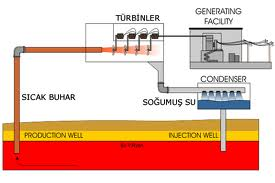 TÜRBİNLER
GENERATING
FACILITY
CONDENSER
SICAK BUHAR
SOĞUMUŞ SU
PRODUCTION WELL
INJECTION WELL